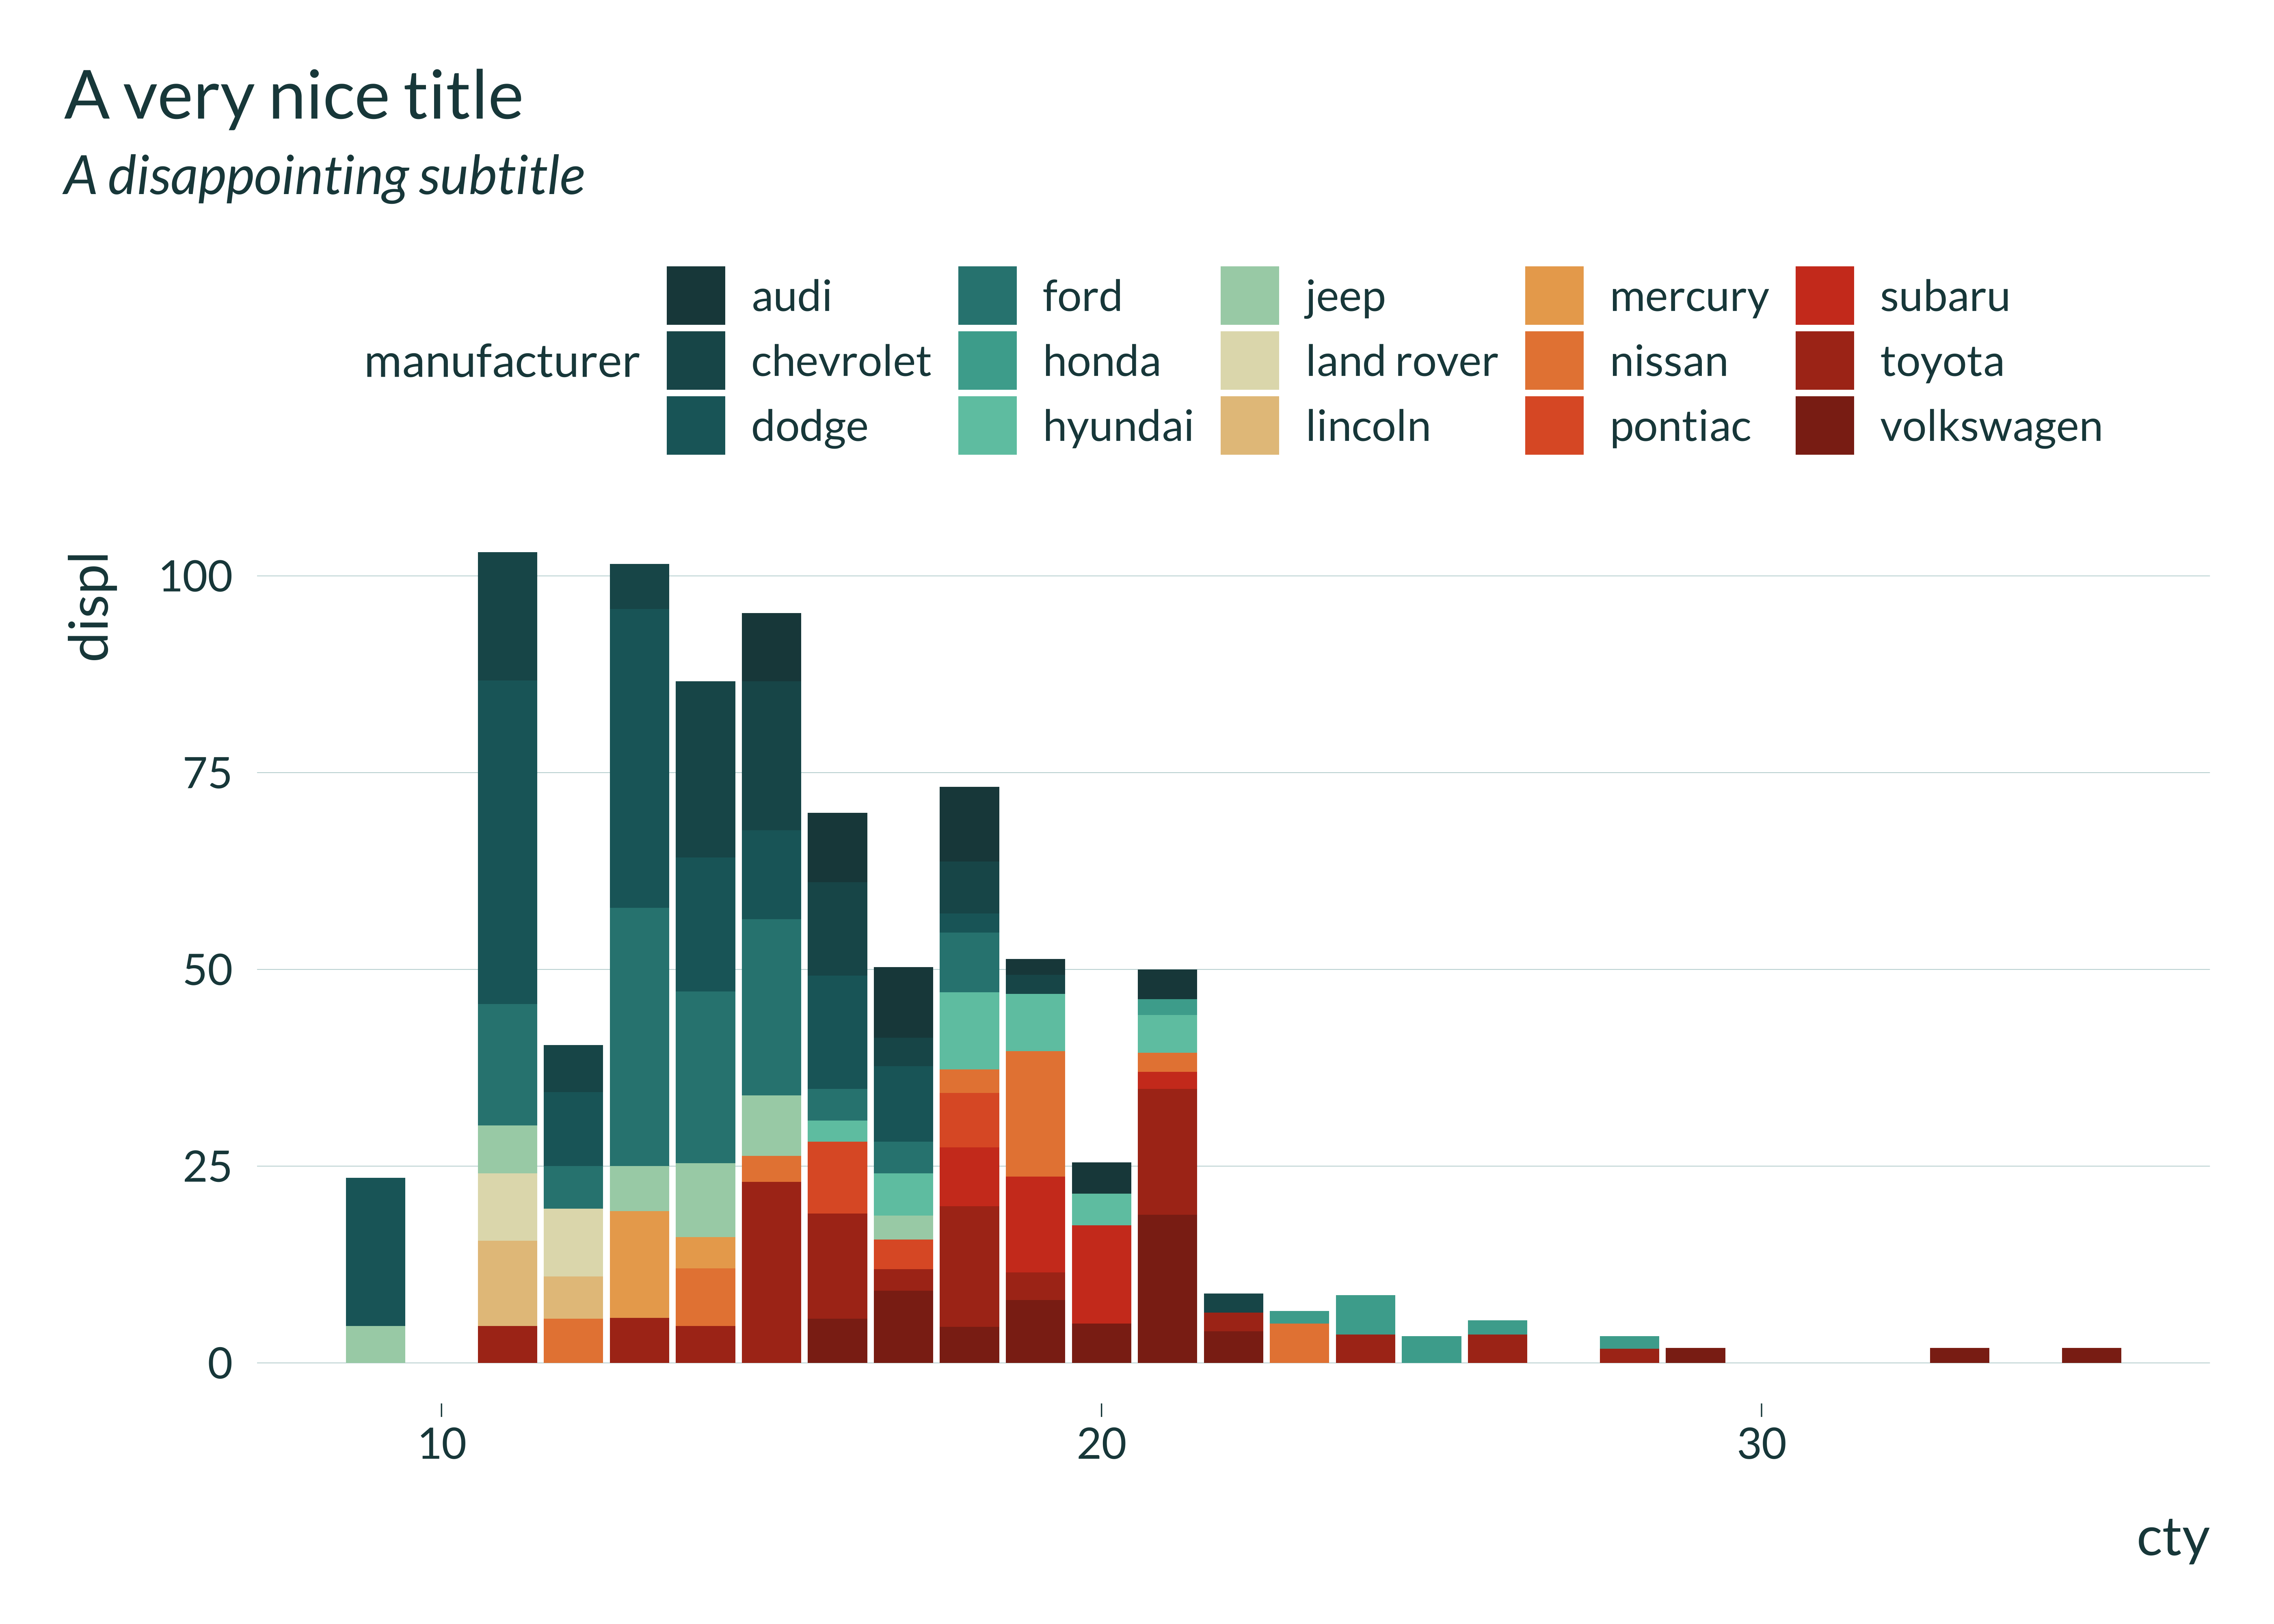 A very nice title
A disappointing subtitle
audi ford jeep mercury subaru
manufacturer chevrolet honda land rover nissan toyota
dodge hyundai lincoln pontiac volkswagen
displ
100
75
50
25
0
10 20 30
cty